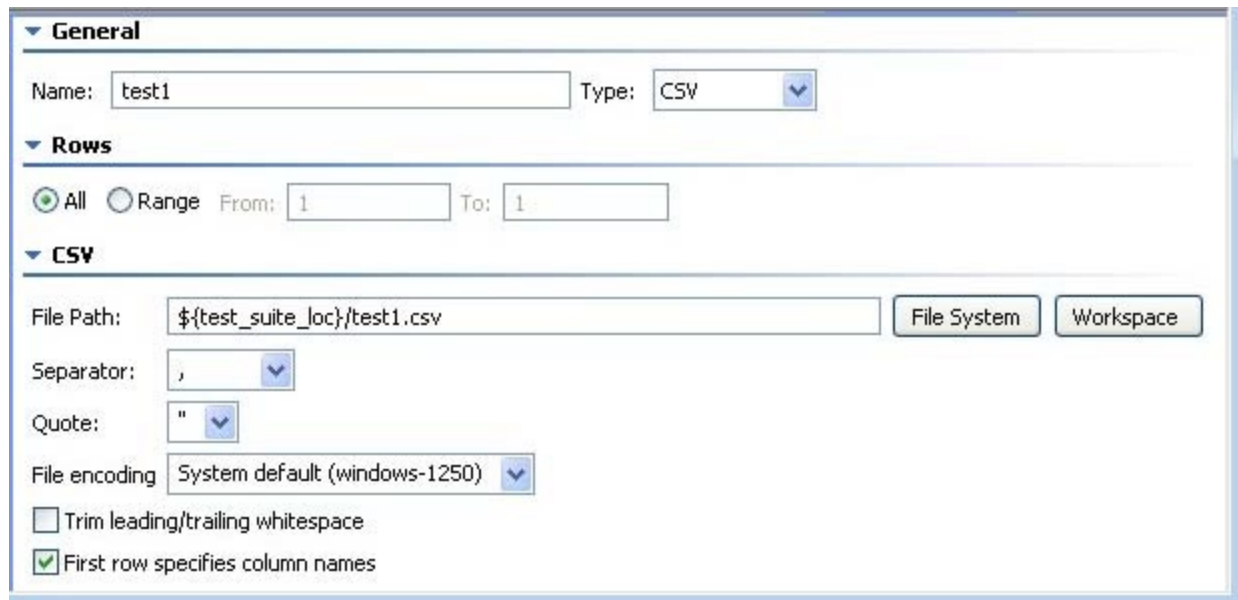 General
Name: test1 Type: CSV
Rows
All Range From: 1 To: 1
CSV
File Path: ${test_suite_loc}/test1.csv File System Workspace
Separator: ,
Quote: "
File encoding System default (windows-1250)
Trim leading/trailing whitespace
First row specifies column names